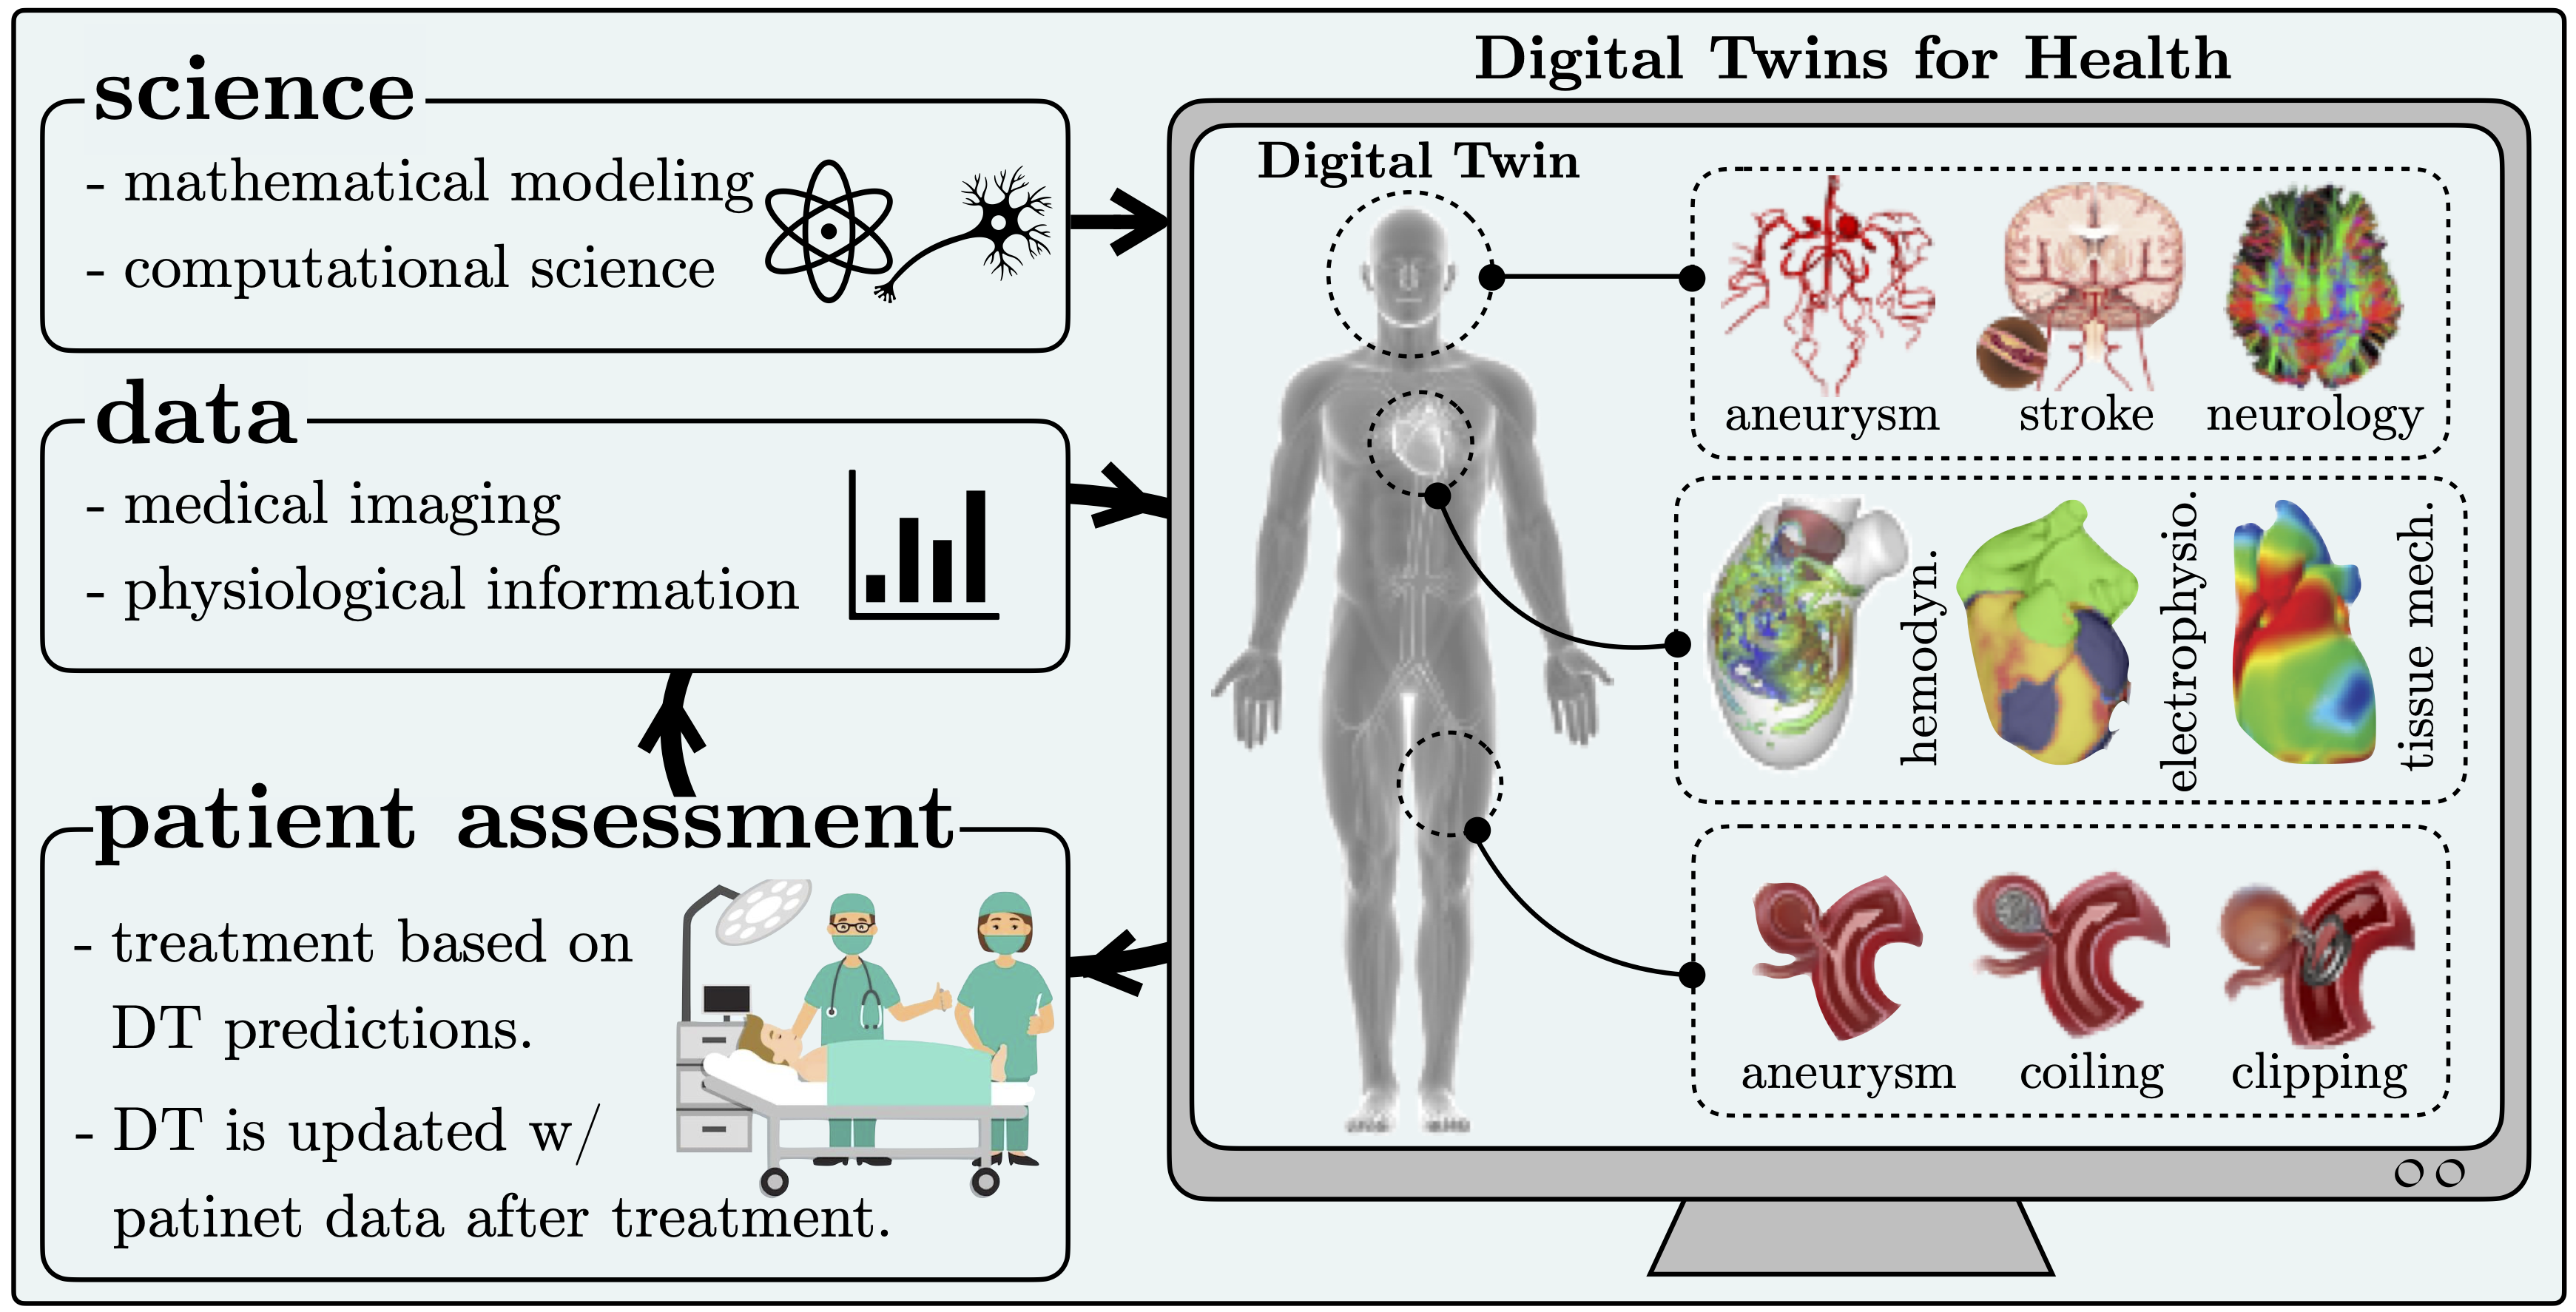 science
- mathematical modeling
- computational science
data
- medical imaging
- physiological information
patient assessment
- treatment based on
DT predictions.
- DT is updated w/
patinet data after treatment.
Digital Twins for Health
Digital Twin
aneurysm
stroke
neurology
hemodyn.
electrophysio.
tissue mech.
aneurysm
coiling
clipping